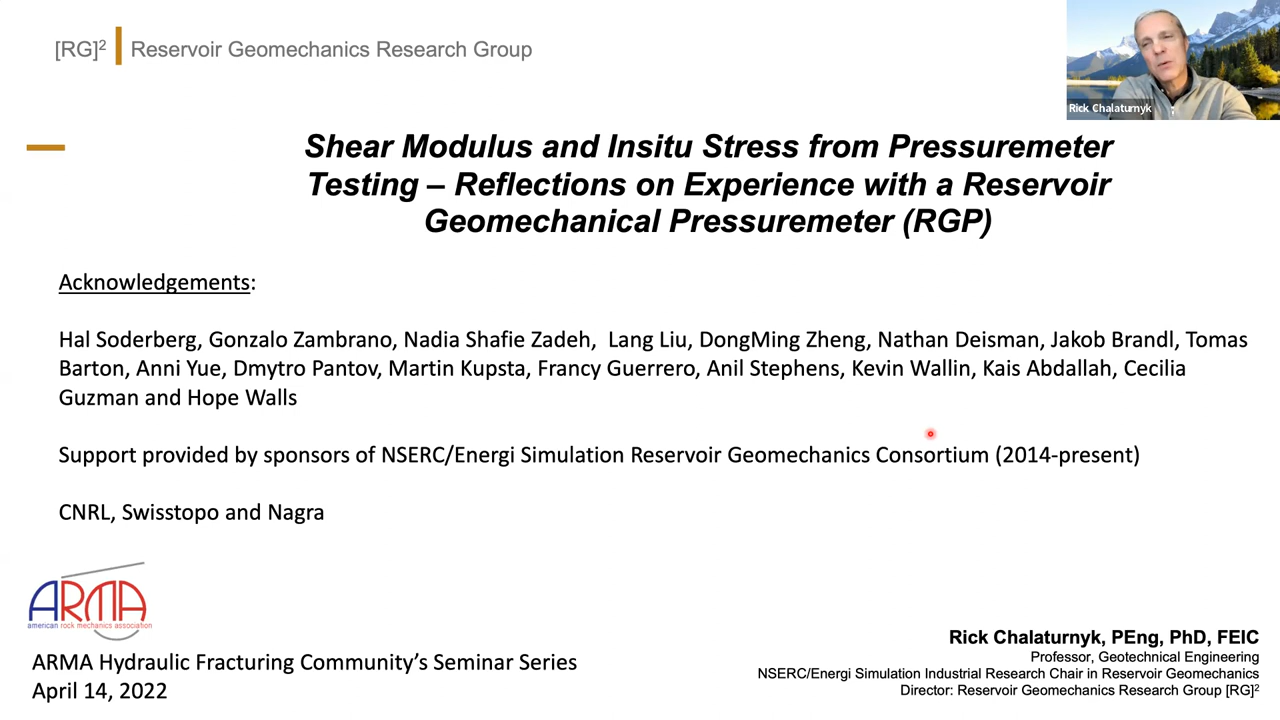 [RG]² Reservoir Geomechanics Research Group
Rick Chalaturnyk
Shear Modulus and Insitu Stress from Pressuremeter
Testing – Reflections on Experience with a Reservoir
Geomechanical Pressuremeter (RGP)
Acknowledgements:
Hal Soderberg, Gonzalo Zambrano, Nadia Shafie Zadeh, Lang Liu, DongMing Zheng, Nathan Deisman, Jakob Brandl, Tomas
Barton, Anni Yue, Dmytro Pantov, Martin Kupsta, Francy Guerrero, Anil Stephens, Kevin Wallin, Kais Abdallah, Cecilia
Guzman and Hope Walls
Support provided by sponsors of NSERC/Energi Simulation Reservoir Geomechanics Consortium (2014-present)
CNRL, Swisstopo and Nagra
ARMA
american rock mechanics association
ARMA Hydraulic Fracturing Community’s Seminar Series
April 14, 2022
Rick Chalaturnyk, PEng, PhD, FEIC
Professor, Geotechnical Engineering
NSERC/Energi Simulation Industrial Research Chair in Reservoir Geomechanics
Director: Reservoir Geomechanics Research Group [RG]²